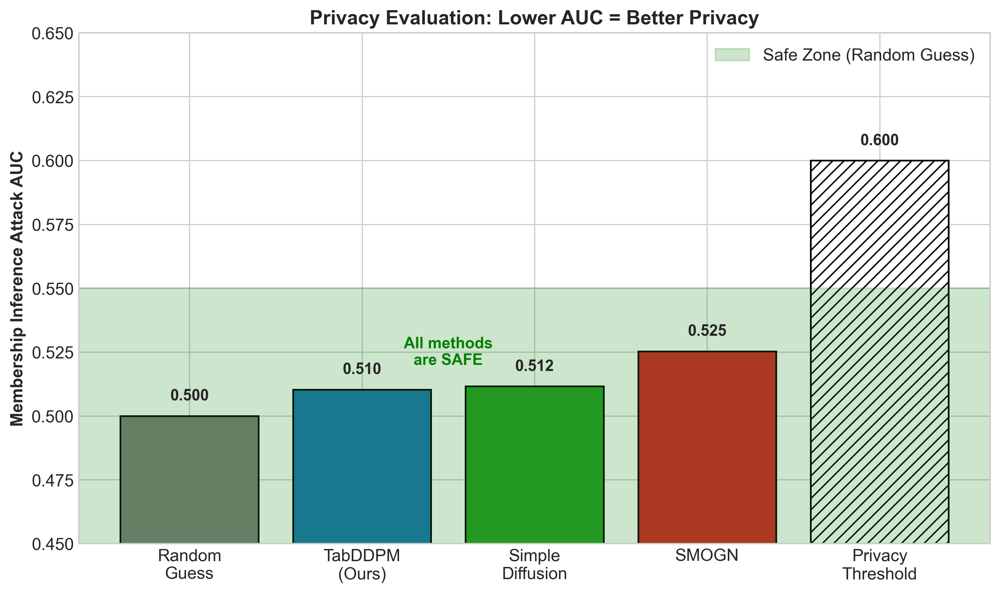 Privacy Evaluation: Lower AUC = Better Privacy
Membership Inference Attack AUC
0.650
0.625
0.600
0.575
0.550
0.525
0.500
0.475
0.450
Safe Zone (Random Guess)
0.500
0.510
All methods
are SAFE
0.512
0.525
0.600
Random
Guess
TabDDPM
(Ours)
Simple
Diffusion
SMOGN
Privacy
Threshold